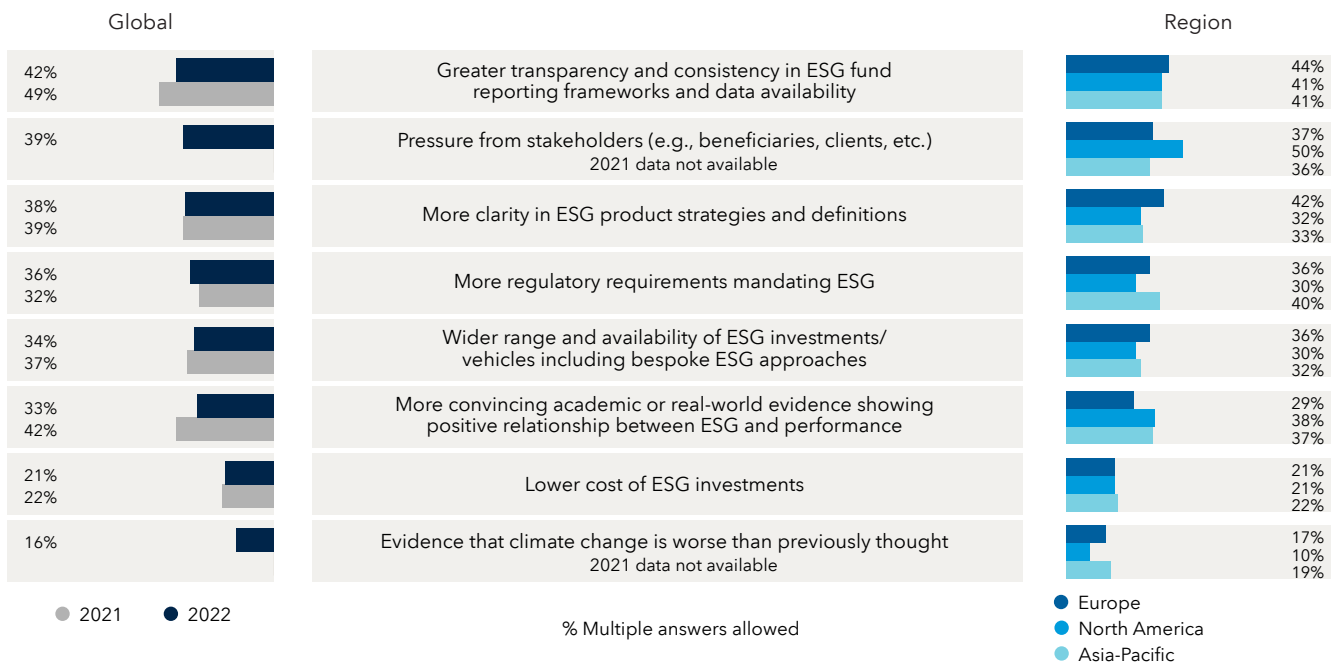 Global
Region
42%
49%
Greater transparency and consistency in ESG fund
reporting frameworks and data availability
44%
41%
41%
39%
Pressure from stakeholders (e.g., beneficiaries, clients, etc.)
2021 data not available
37%
50%
36%
38%
39%
More clarity in ESG product strategies and definitions
42%
32%
33%
36%
32%
More regulatory requirements mandating ESG
36%
30%
40%
34%
37%
Wider range and availability of ESG investments/
vehicles including bespoke ESG approaches
36%
30%
32%
33%
42%
More convincing academic or real-world evidence showing
positive relationship between ESG and performance
29%
38%
37%
21%
22%
Lower cost of ESG investments
21%
21%
22%
16%
Evidence that climate change is worse than previously thought
2021 data not available
17%
10%
19%
2021
2022
% Multiple answers allowed
Europe
North America
Asia-Pacific